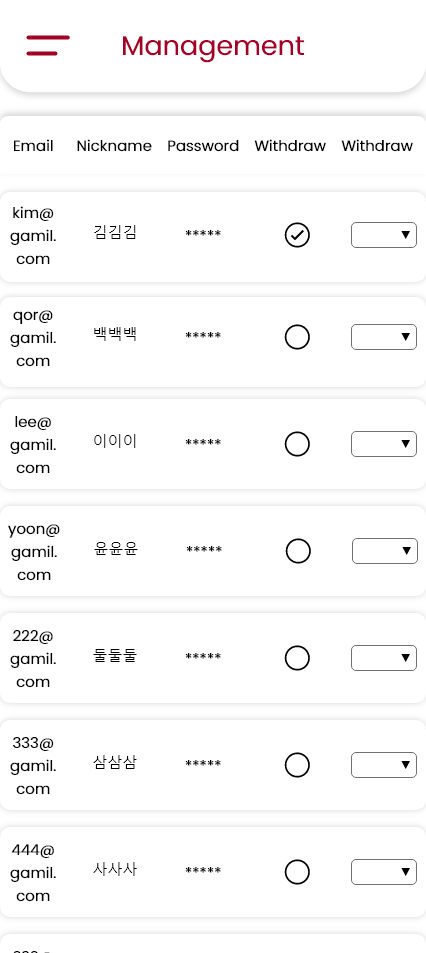 Management
Email Nickname Password Withdraw Withdraw
kim@
gamil.
com
김김김
*****
qor@
gamil.
com
백백백
*****
lee@
gamil.
com
이이이
*****
yoon@
gamil.
com
윤윤윤
*****
222@
gamil.
com
둘둘둘
*****
333@
gamil.
com
삼삼삼
*****
444@
gamil.
com
사사사
*****